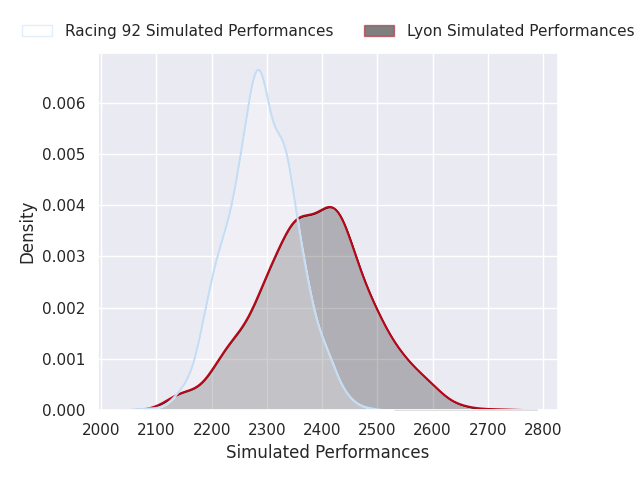 Racing 92 Simulated Performances
Lyon Simulated Performances
0.006
0.005
0.004
0.003
0.002
0.001
0.000
Density
2000 2100 2200 2300 2400 2500 2600 2700 2800
Simulated Performances